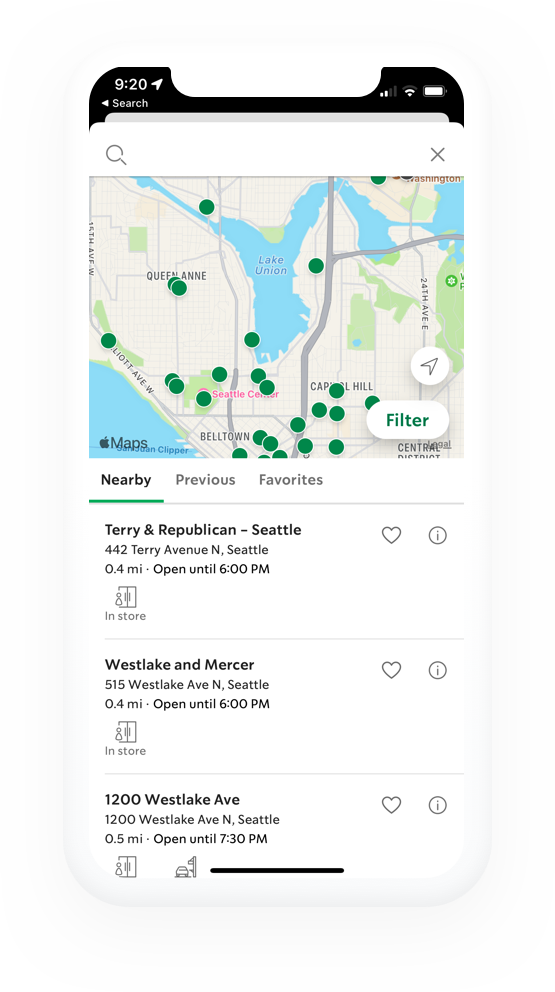 9:20
Search
Washington
15TH AVE W
Lake
Union
QUEEN ANNE
24TH AVE E
ELLIOTT AVE W
Seattle Center
CAPITOL HILL
Filter
BELLTOWN
Maps
San Juan Clipper
Legal
CENTRAL
DISTRICT
Nearby Previous Favorites
Terry & Republican – Seattle
442 Terry Avenue N, Seattle
0.4 mi · Open until 6:00 PM
In store
Westlake and Mercer
515 Westlake Ave N, Seattle
0.4 mi · Open until 6:00 PM
In store
1200 Westlake Ave
1200 Westlake Ave N, Seattle
0.5 mi · Open until 7:30 PM